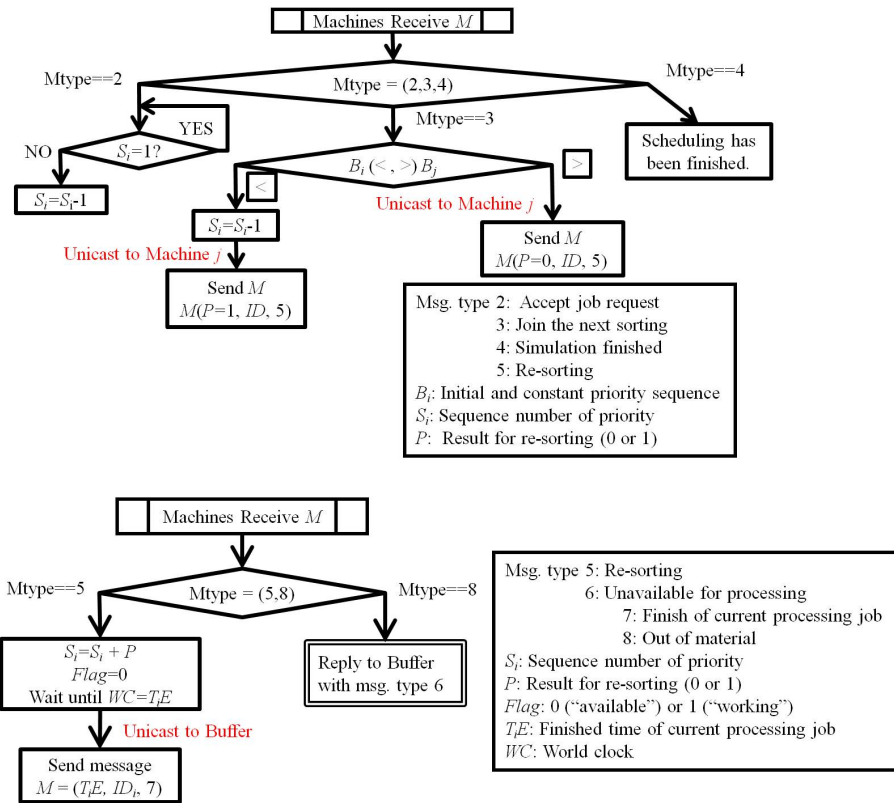 Machines Receive M
Mtype==2
Mtype = (2,3,4)
Mtype==4
YES
Mtype==3
NO
Si=1?
Bi (< , >) Bj
Scheduling has
been finished.
<
>
Si=Si-1
Unicast to Machine j
Si=Si-1
Unicast to Machine j
Send M
M(P=0, ID, 5)
Send M
M(P=1, ID, 5)
Msg. type 2: Accept job request
3: Join the next sorting
4: Simulation finished
5: Re-sorting
Bi: Initial and constant priority sequence
Si: Sequence number of priority
P: Result for re-sorting (0 or 1)
Machines Receive M
Mtype==5
Mtype = (5,8)
Mtype==8
Si=Si + P
Flag=0
Wait until WC=TiE
Reply to Buffer
with msg. type 6
Unicast to Buffer
Send message
M = (TiE, IDi, 7)
Msg. type 5: Re-sorting
6: Unavailable for processing
7: Finish of current processing job
8: Out of material
Si: Sequence number of priority
P: Result for re-sorting (0 or 1)
Flag: 0 (“available”) or 1 (“working”)
TiE: Finished time of current processing job
WC: World clock